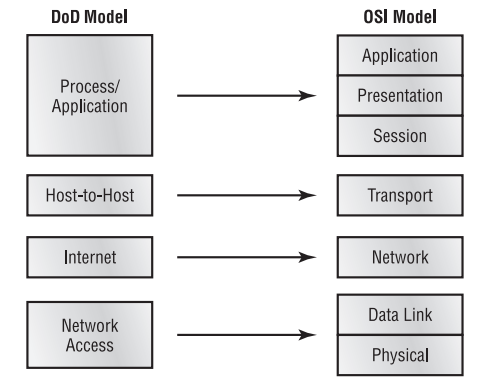 DoD Model
OSI Model
Process/
Application
Application
Presentation
Session
Host-to-Host
Transport
Internet
Network
Network
Access
Data Link
Physical